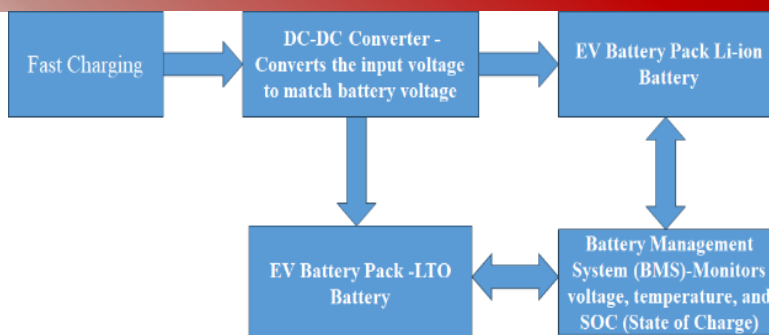 Fast Charging
DC-DC Converter -
Converts the input voltage
to match battery voltage
EV Battery Pack Li-ion
Battery
EV Battery Pack -LTO
Battery
Battery Management
System (BMS)-Monitors
voltage, temperature, and
SOC (State of Charge)